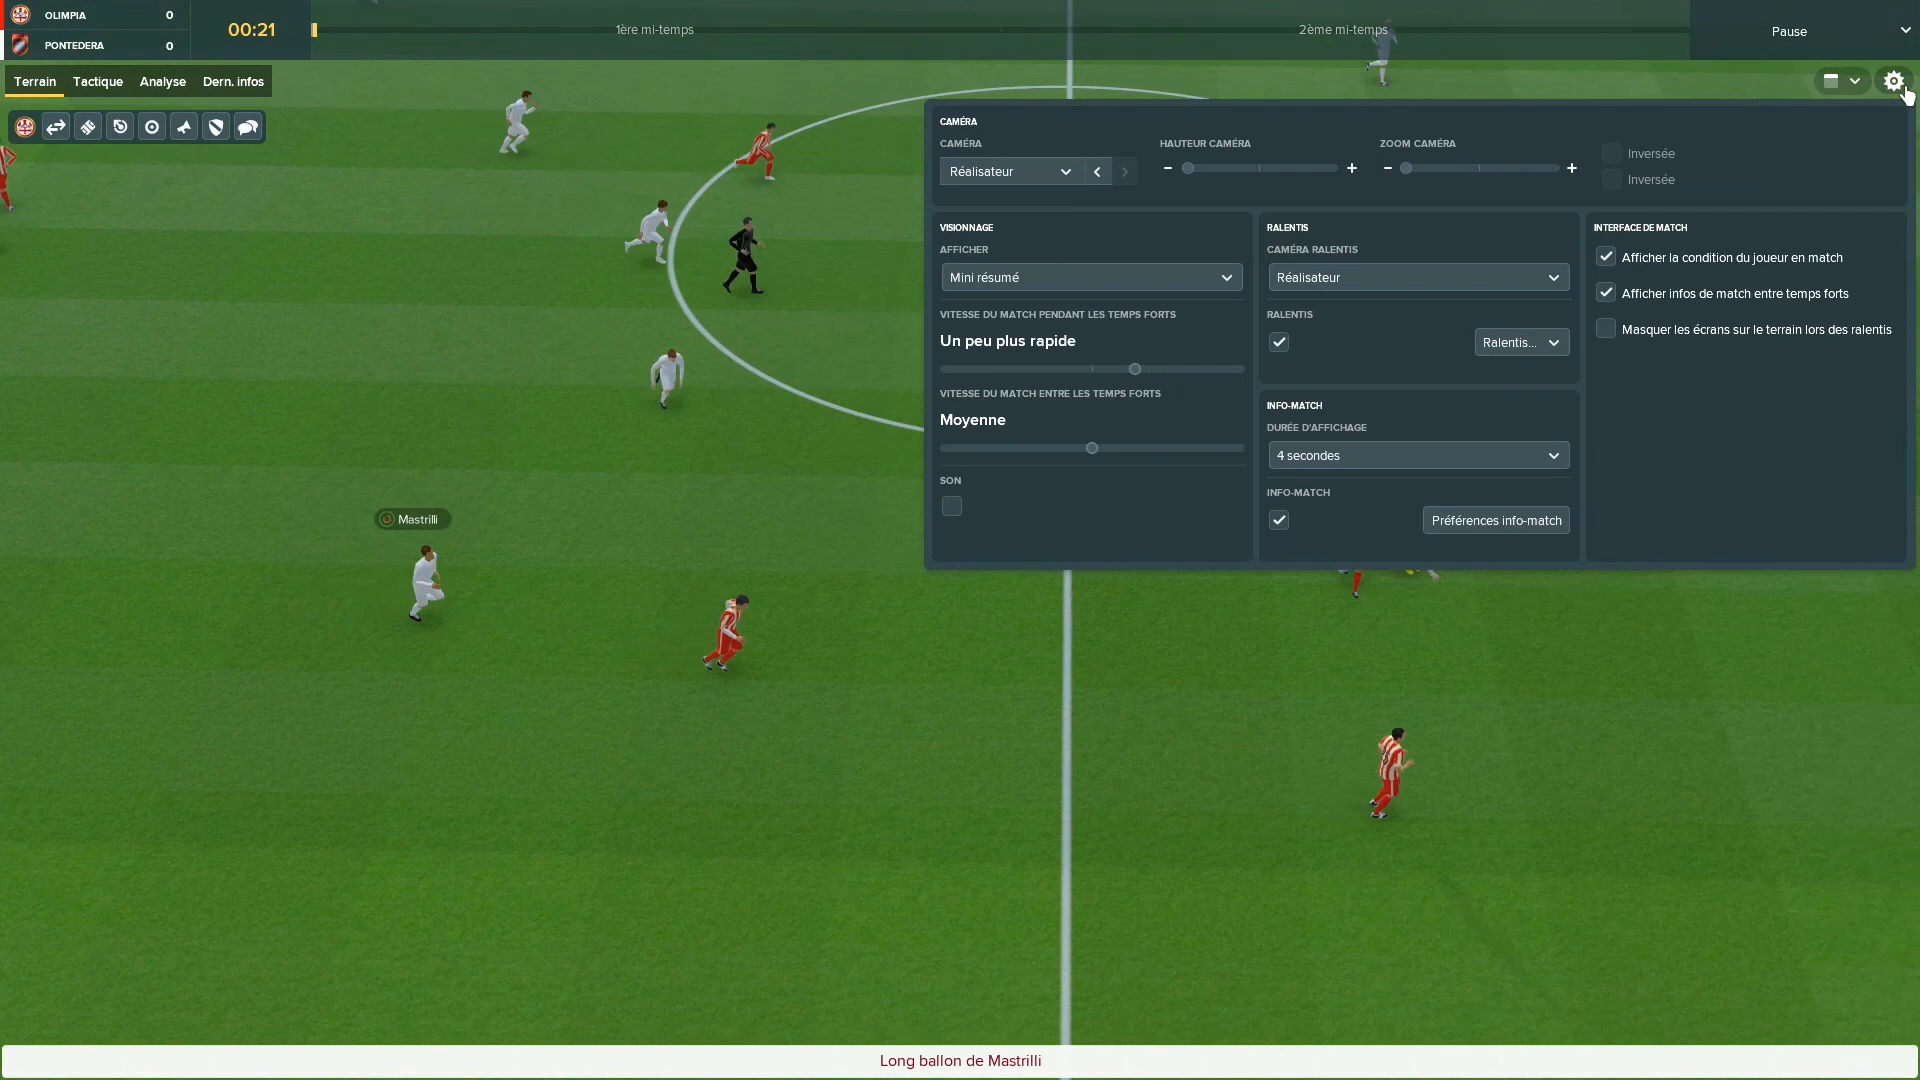 OLIMPIA 0
PONTEDERA 0
00:21
1ère mi-temps
2ème mi-temps
Pause
Terrain Tactique Analyse Dern. infos
CAMÉRA
CAMÉRA
Réalisateur
HAUTEUR CAMÉRA
- +
ZOOM CAMÉRA
- +
Inversée
Inversée
VISIONNAGE
AFFICHER
Mini résumé
VITESSE DU MATCH PENDANT LES TEMPS FORTS
Un peu plus rapide
VITESSE DU MATCH ENTRE LES TEMPS FORTS
Moyenne
SON
RALENTIS
CAMÉRA RALENTIS
Réalisateur
RALENTIS
Ralentis...
INFO-MATCH
DURÉE D'AFFICHAGE
4 secondes
INFO-MATCH
Préférences info-match
INTERFACE DE MATCH
Afficher la condition du joueur en match
Afficher infos de match entre temps forts
Masquer les écrans sur le terrain lors des ralentis
Mastrilli
Long ballon de Mastrilli